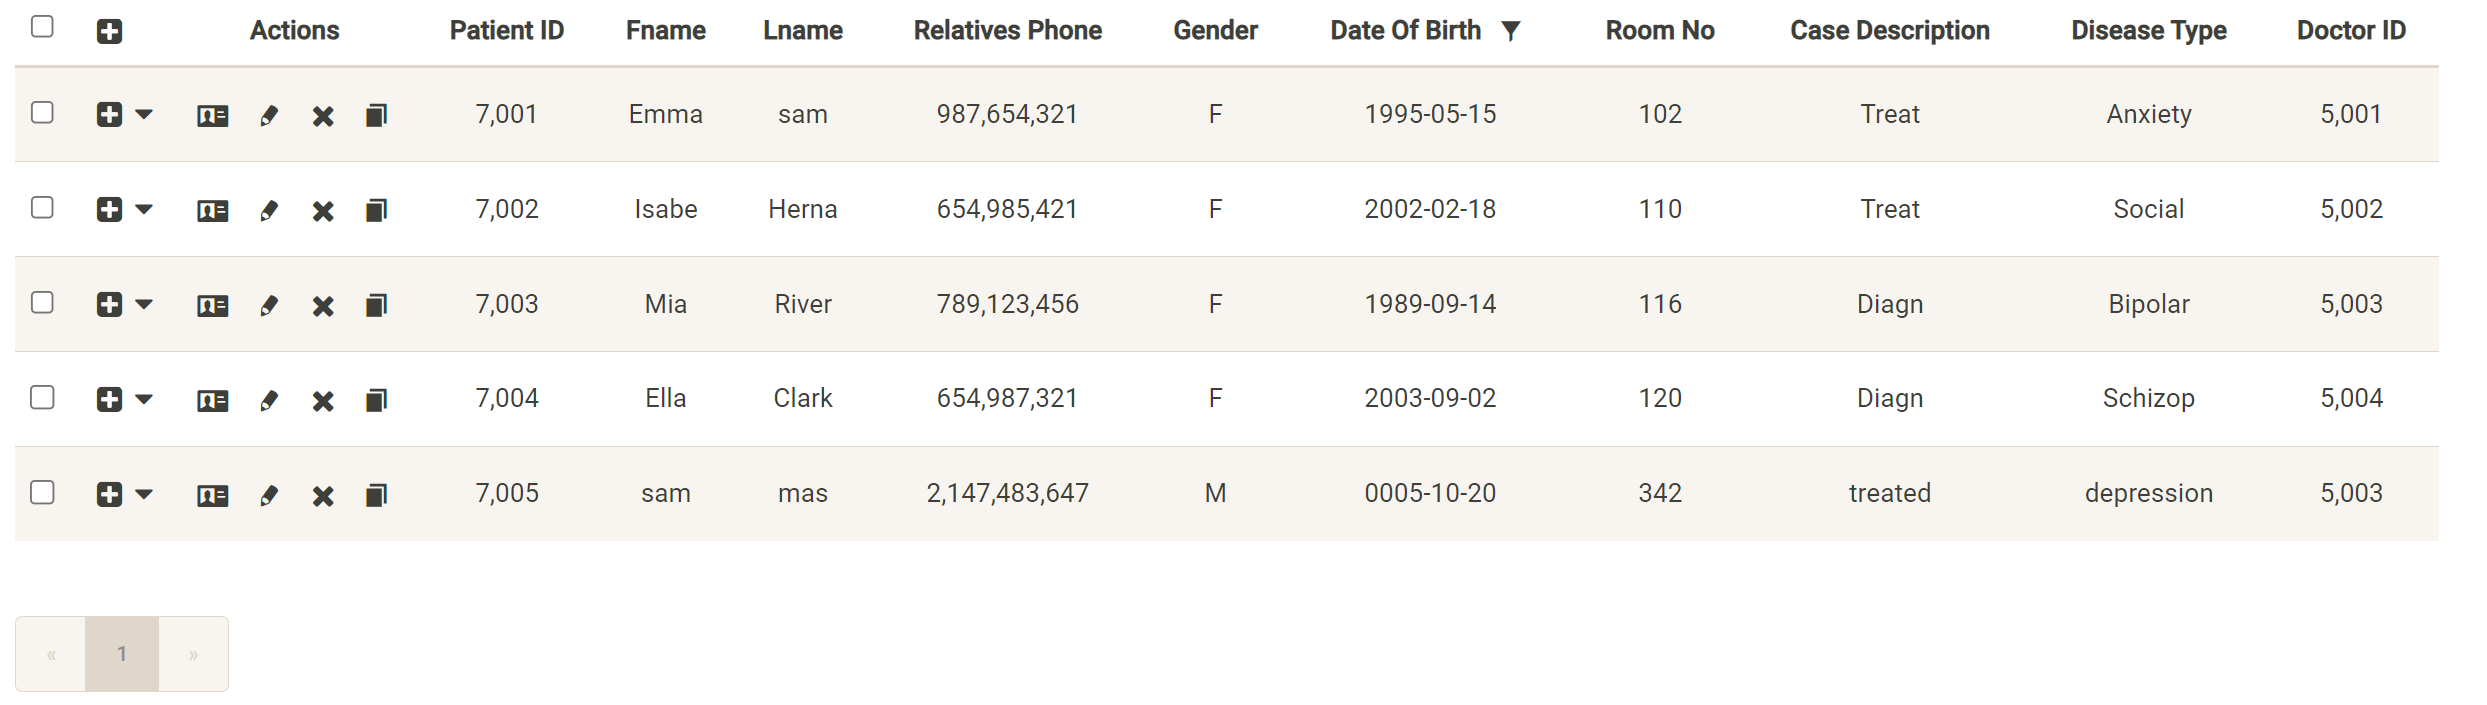 Actions Patient ID Fname Lname Relatives Phone Gender Date Of Birth Room No Case Description Disease Type Doctor ID
7,001 Emma sam 987,654,321 F 1995-05-15 102 Treat Anxiety 5,001
7,002 Isabe Herna 654,985,421 F 2002-02-18 110 Treat Social 5,002
7,003 Mia River 789,123,456 F 1989-09-14 116 Diagn Bipolar 5,003
7,004 Ella Clark 654,987,321 F 2003-09-02 120 Diagn Schizop 5,004
7,005 sam mas 2,147,483,647 M 0005-10-20 342 treated depression 5,003
« 1 »